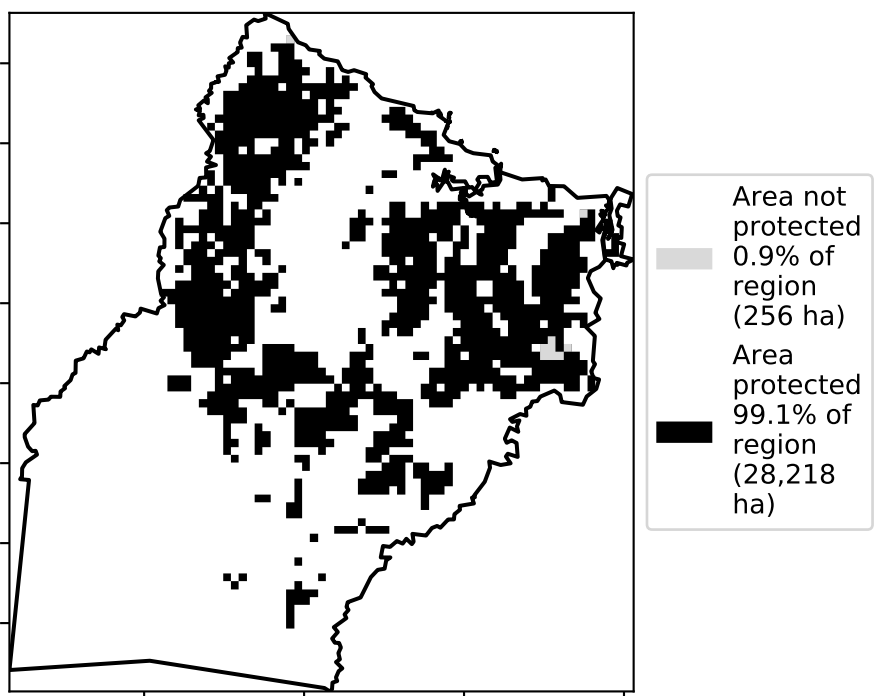 Area not
protected
0.9% of
region
(256 ha)
Area
protected
99.1% of
region
(28,218
ha)